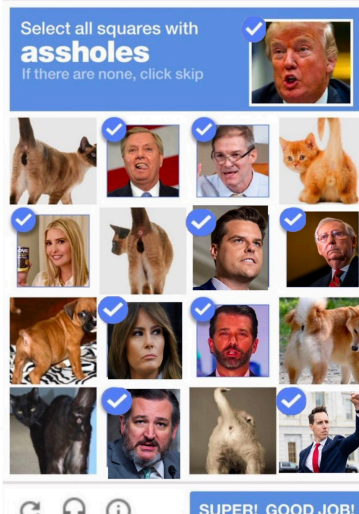 Select all squares with
assholes
If there are none, click skip
SUPER! GOOD JOB!